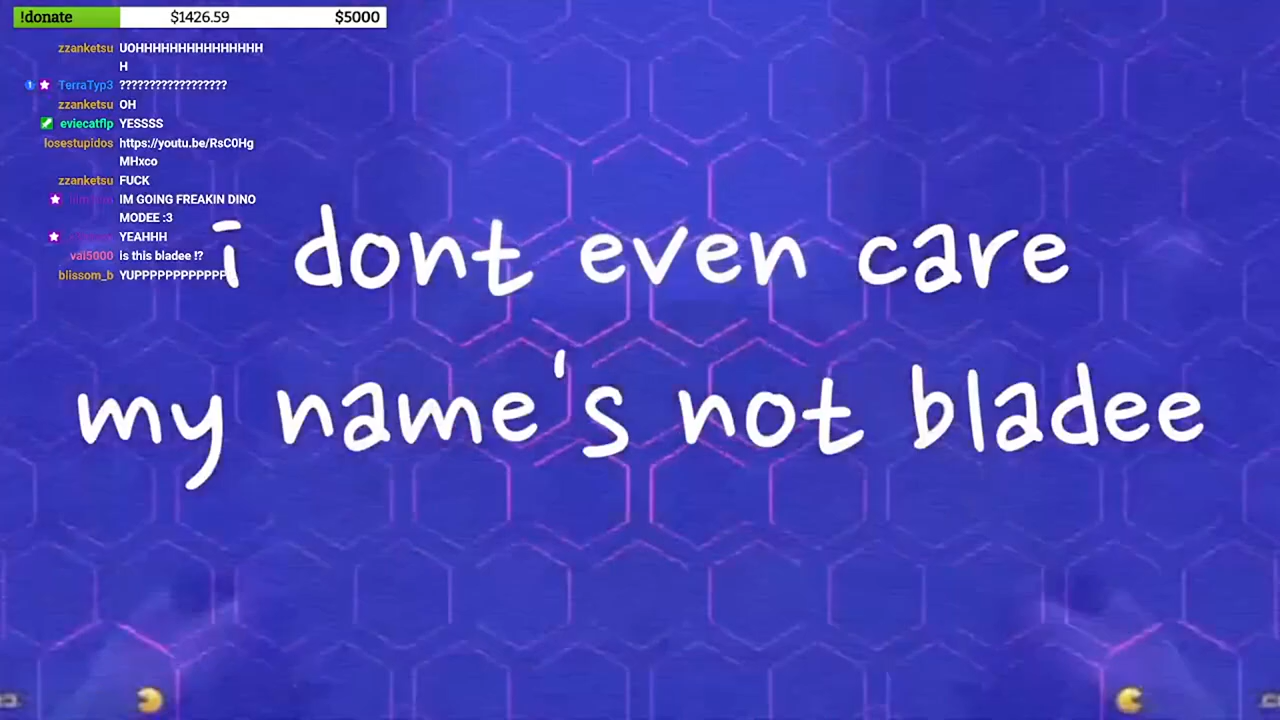 !donate $1426.59 $5000
zzanketsu UOHHHHHHHHHHHHHHHH
H
TerraTyp3 ?????????????????
zzanketsu OH
eviecatflp YESSSS
losestupidos https://youtu.be/RsC0Hg
MHxco
zzanketsu FUCK
IM GOING FREAKIN DINO
MODEE :3
YEAHHH
val5000 is this bladee !?
blissom_b YUPPPPPPPPPPPP
i dont even care
my name's not bladee